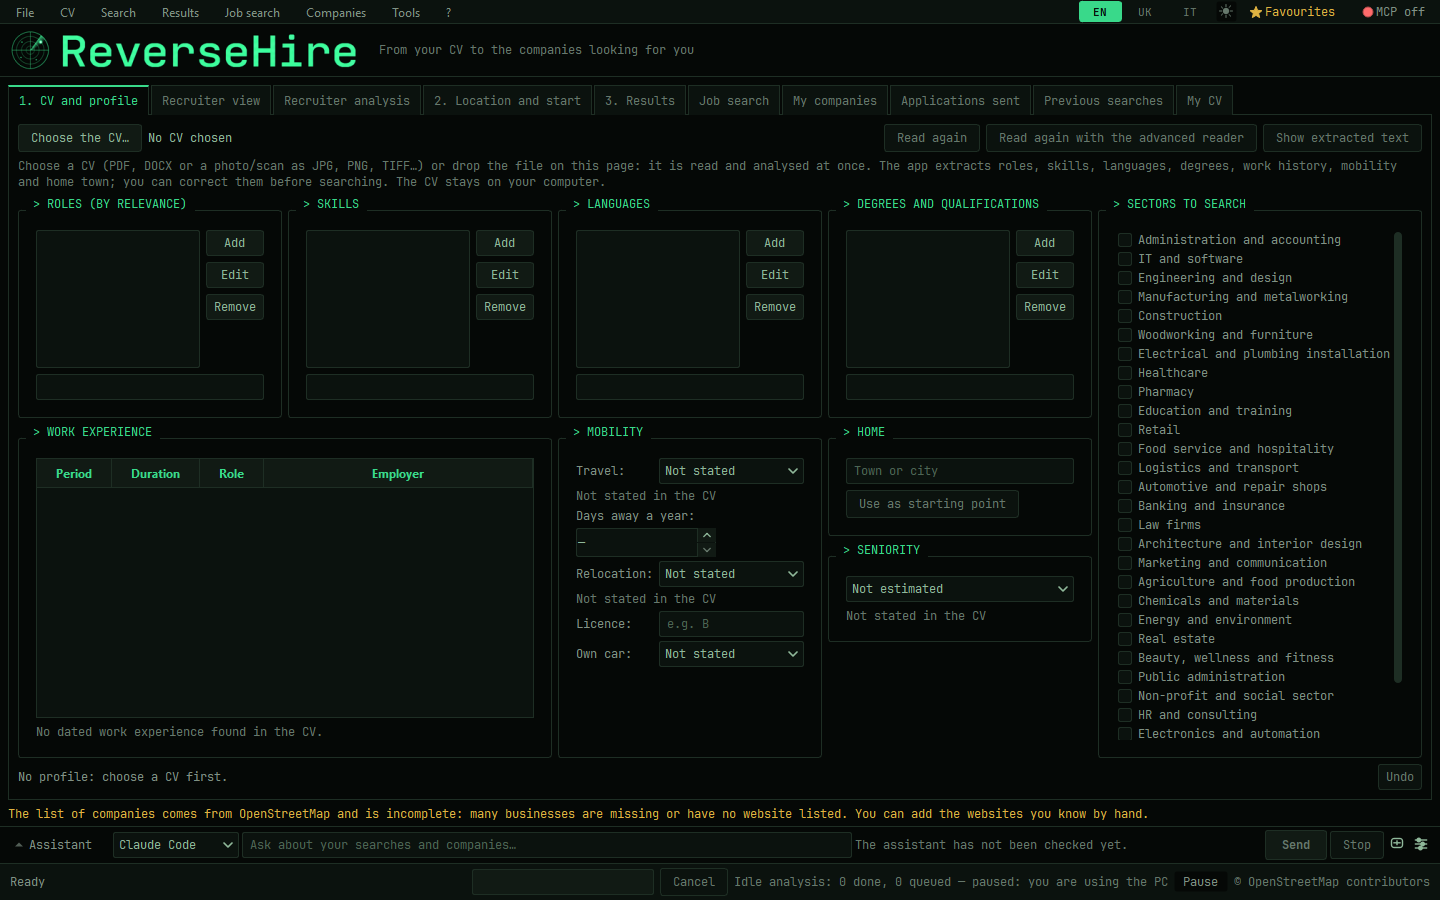 File CV Search Results Job search Companies Tools ? EN UK IT Favourites MCP off
ReverseHire From your CV to the companies looking for you
1. CV and profile Recruiter view Recruiter analysis 2. Location and start 3. Results Job search My companies Applications sent Previous searches My CV
Choose the CV… No CV chosen Read again Read again with the advanced reader Show extracted text
Choose a CV (PDF, DOCX or a photo/scan as JPG, PNG, TIFF…) or drop the file on this page: it is read and analysed at once. The app extracts roles, skills, languages, degrees, work history, mobility
and home town; you can correct them before searching. The CV stays on your computer.
> ROLES (BY RELEVANCE)
Add
Edit
Remove
> SKILLS
Add
Edit
Remove
> LANGUAGES
Add
Edit
Remove
> DEGREES AND QUALIFICATIONS
Add
Edit
Remove
> SECTORS TO SEARCH
Administration and accounting
IT and software
Engineering and design
Manufacturing and metalworking
Construction
Woodworking and furniture
Electrical and plumbing installation
Healthcare
Pharmacy
Education and training
Retail
Food service and hospitality
Logistics and transport
Automotive and repair shops
Banking and insurance
Law firms
Architecture and interior design
Marketing and communication
Agriculture and food production
Chemicals and materials
Energy and environment
Real estate
Beauty, wellness and fitness
Public administration
Non-profit and social sector
HR and consulting
Electronics and automation
> WORK EXPERIENCE
Period Duration Role Employer
No dated work experience found in the CV.
> MOBILITY
Travel: Not stated
Not stated in the CV
Days away a year:
—
Relocation: Not stated
Not stated in the CV
Licence: e.g. B
Own car: Not stated
> HOME
Town or city
Use as starting point
> SENIORITY
Not estimated
Not stated in the CV
No profile: choose a CV first. Undo
The list of companies comes from OpenStreetMap and is incomplete: many businesses are missing or have no website listed. You can add the websites you know by hand.
Assistant Claude Code Ask about your searches and companies… The assistant has not been checked yet. Send Stop
Ready Cancel Idle analysis: 0 done, 0 queued — paused: you are using the PC Pause © OpenStreetMap contributors